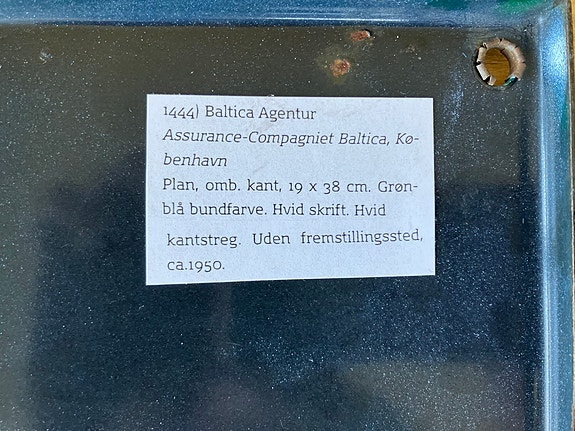 1444) Baltica Agentur
Assurance-Compagniet Baltica, Kø-
benhavn
Plan, omb. kant, 19 x 38 cm. Grøn-
blå bundfarve. Hvid skrift. Hvid
kantstreg. Uden fremstillingssted,
ca.1950.